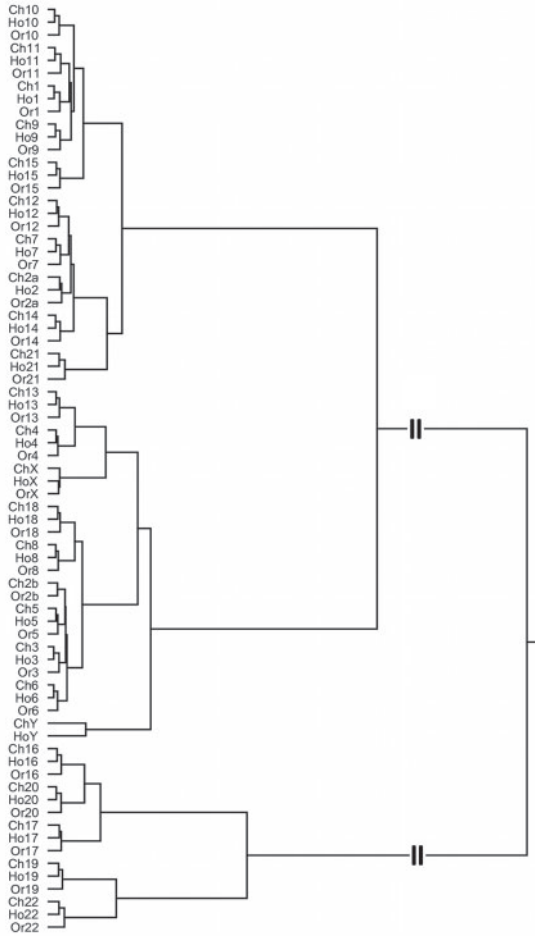 Ch10
Ho10
Or10
Ch11
Ho11
Or11
Ch1
Ho1
Or1
Ch9
Ho9
Or9
Ch15
Ho15
Or15
Ch12
Ho12
Or12
Ch7
Ho7
Or7
Ch2a
Ho2
Or2a
Ch14
Ho14
Or14
Ch21
Ho21
Or21
Ch13
Ho13
Or13
Ch4
Ho4
Or4
ChX
HoX
OrX
Ch18
Ho18
Or18
Ch8
Ho8
Or8
Ch2b
Or2b
Ch5
Ho5
Or5
Ch3
Ho3
Or3
Ch6
Ho6
Or6
ChY
HoY
Ch16
Ho16
Or16
Ch20
Ho20
Or20
Ch17
Ho17
Or17
Ch19
Ho19
Or19
Ch22
Ho22
Or22